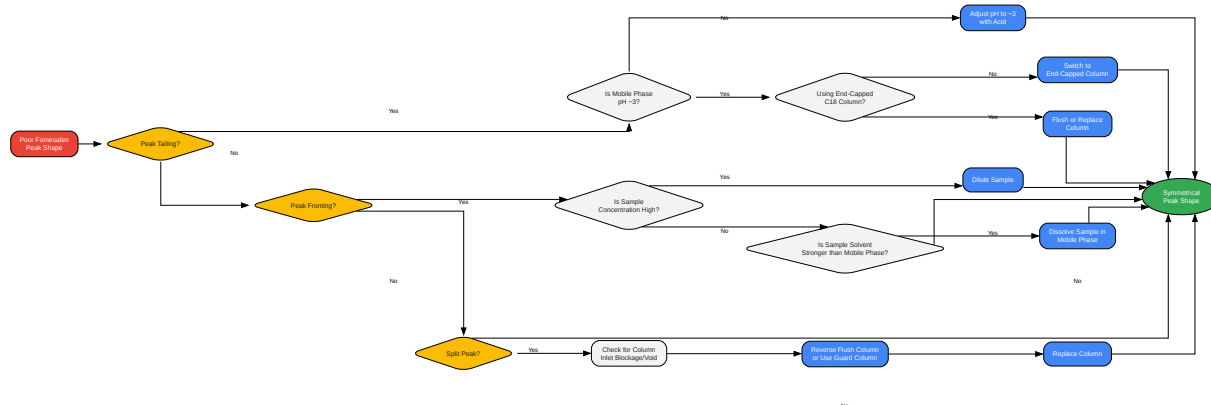 No
Adjust pH to ~3
with Acid
Switch to
End-Capped Column
No
Is Mobile Phase
pH ~3?
Yes
Using End-Capped
C18 Column?
Yes
Yes
Flush or Replace
Column
Poor Fomesafen
Peak Shape
Peak Tailing?
No
Yes
Dilute Sample
Symmetrical
Peak Shape
Peak Fronting?
Yes
Is Sample
Concentration High?
No
Is Sample Solvent
Stronger than Mobile Phase?
Yes
Dissolve Sample in
Mobile Phase
No
No
Split Peak?
Yes
Check for Column
Inlet Blockage/Void
Reverse Flush Column
or Use Guard Column
Replace Column